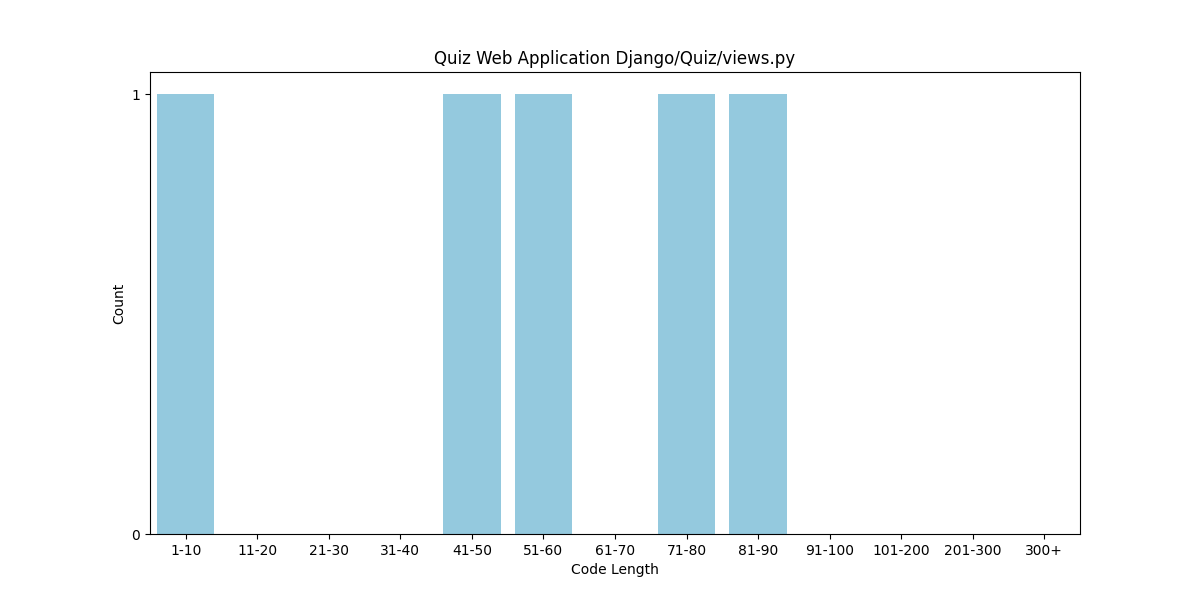 Quiz Web Application Django/Quiz/views.py
1
Count
0
1-10 11-20 21-30 31-40 41-50 51-60 61-70 71-80 81-90 91-100 101-200 201-300 300+
Code Length